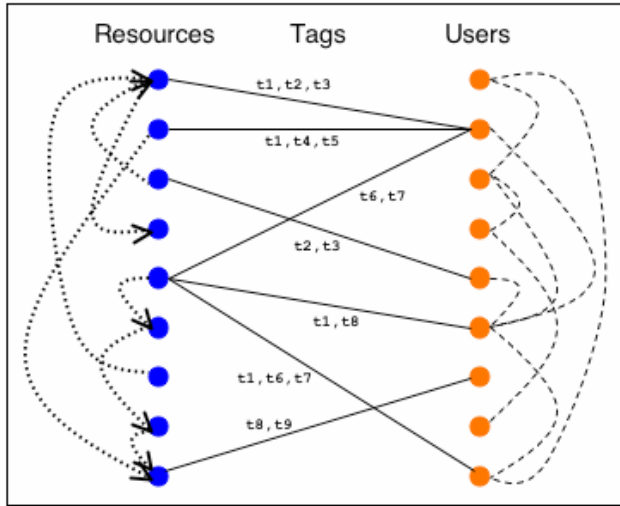 Resources Tags Users
t1,t2,t3
t1,t4,t5
t6,t7
t2,t3
t1,t8
t1,t6,t7
t8,t9